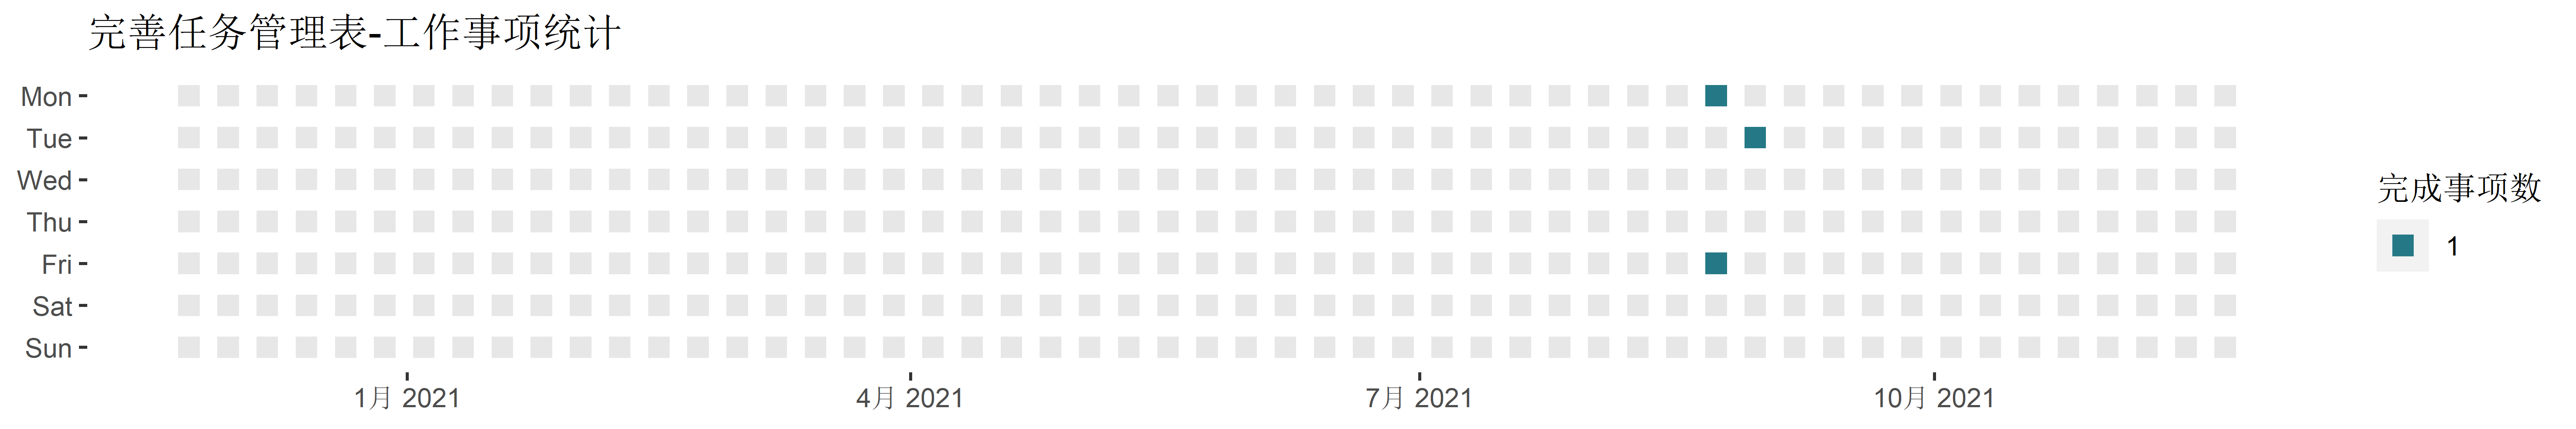 完善任务管理表-工作事项统计
Mon
Tue
Wed
Thu
Fri
Sat
Sun
1月 2021
4月 2021
7月 2021
10月 2021
完成事项数
1